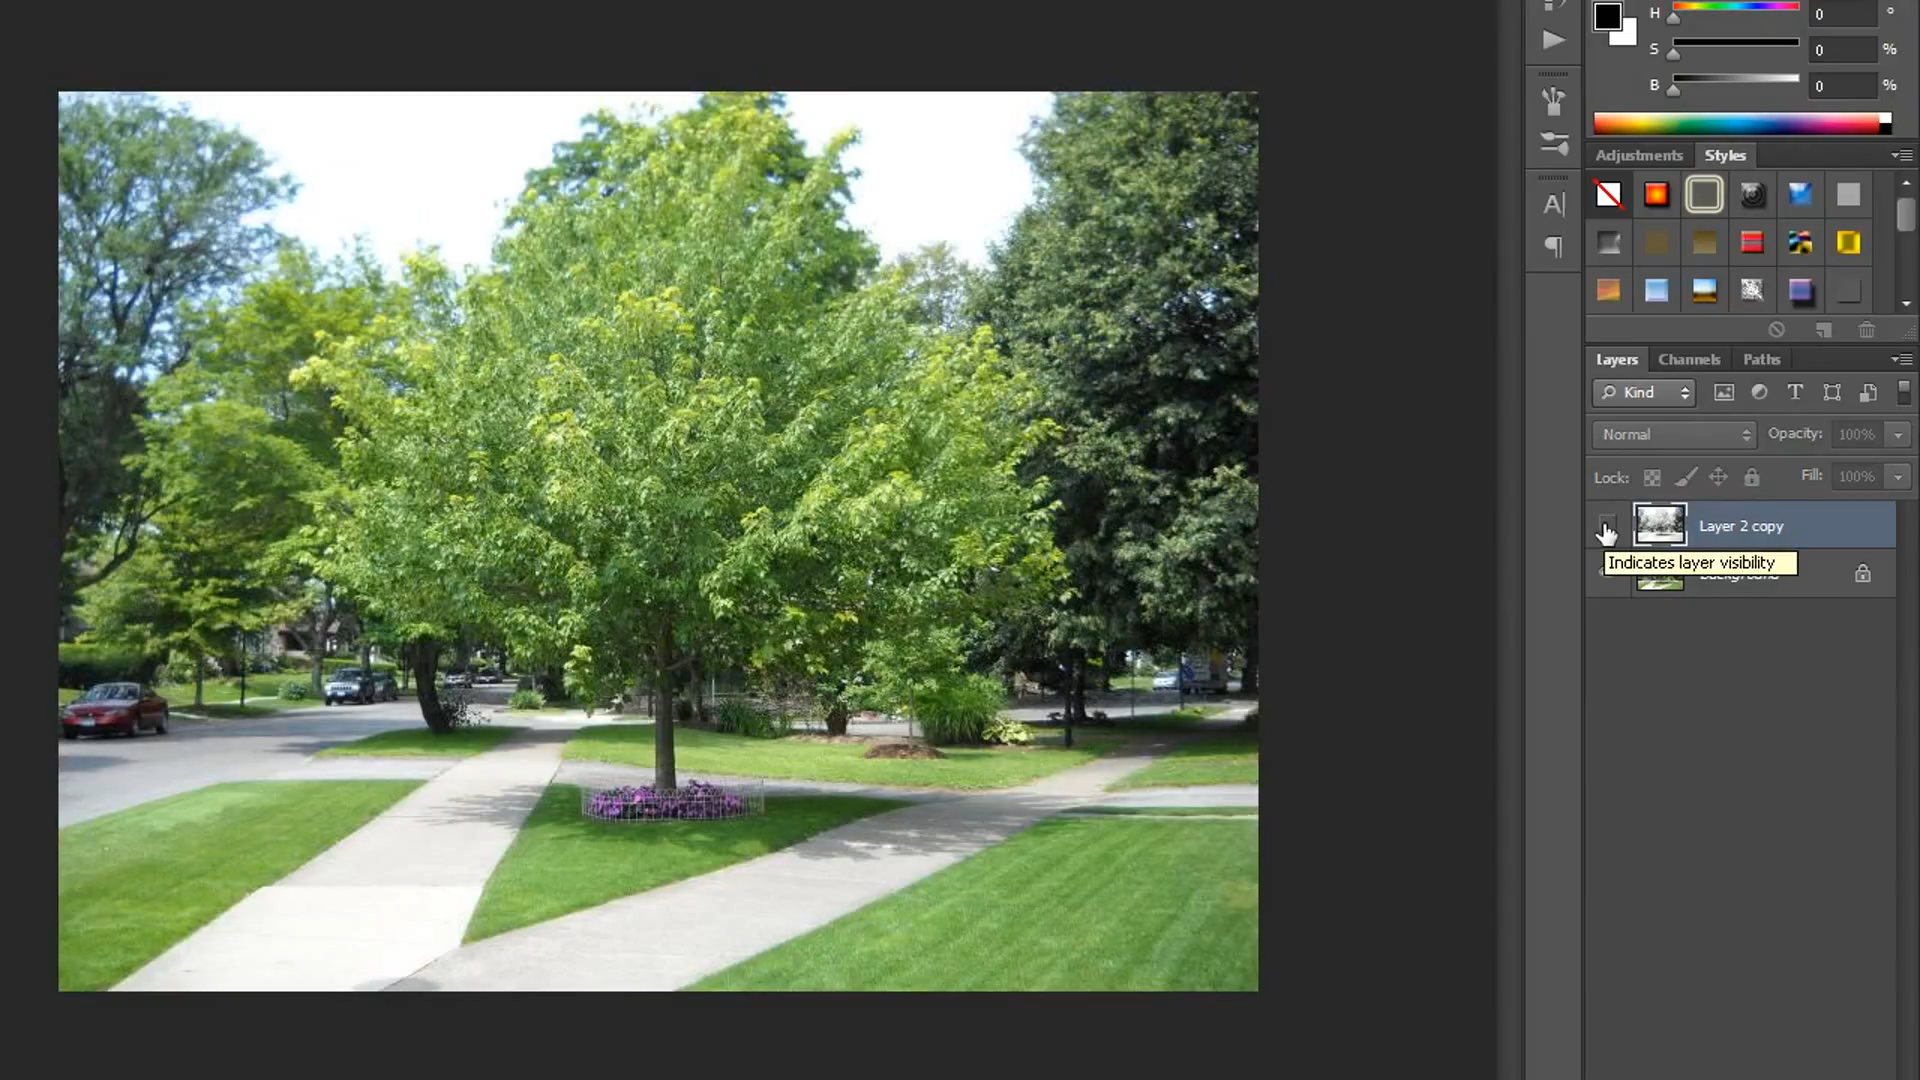 H 0 °
S 0 %
B 0 %
Adjustments Styles
A|
Layers Channels Paths
Kind T
Normal Opacity: 100%
Lock: Fill: 100%
Layer 2 copy
Indicates layer visibility